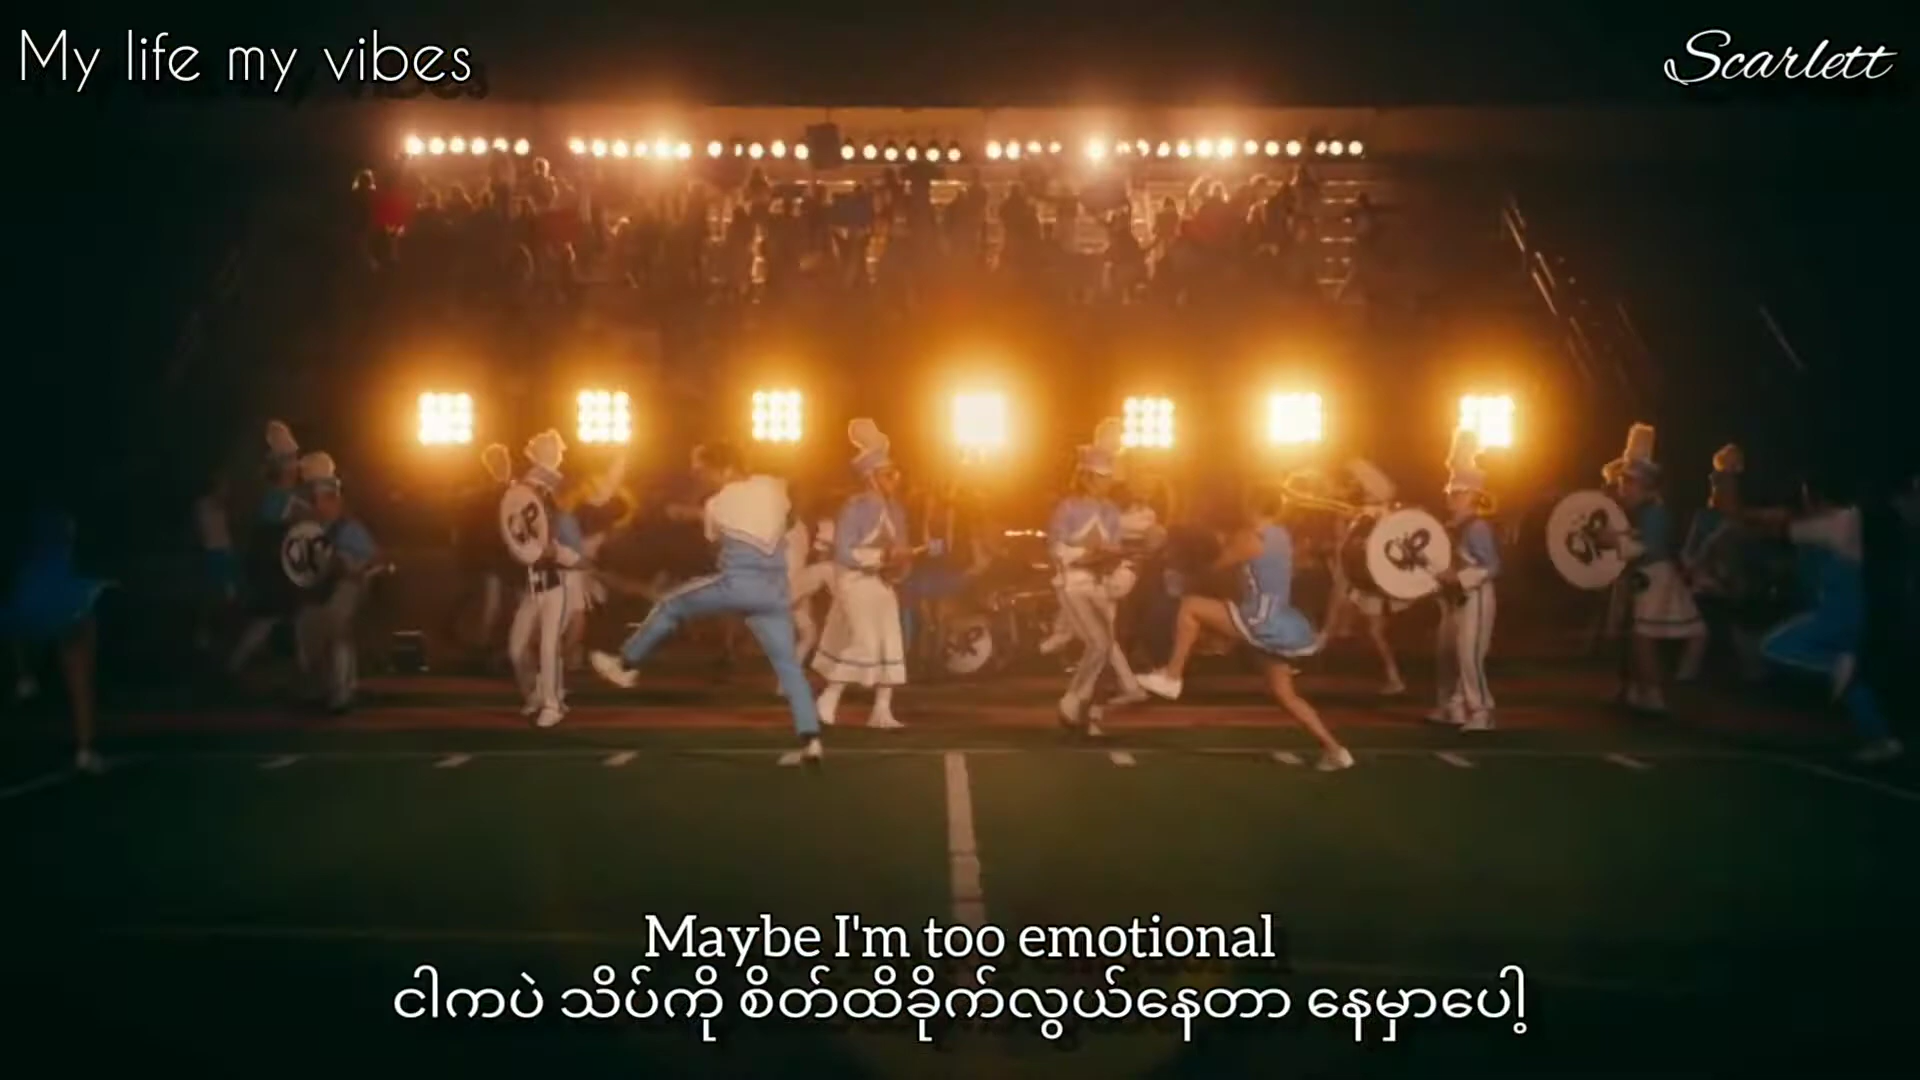 My life my vibes
Scarlett
Maybe I'm too emotional
ငါကပဲ သိပ်ကို စိတ်ထိခိုက်လွယ်နေတာ နေမှာပေါ့